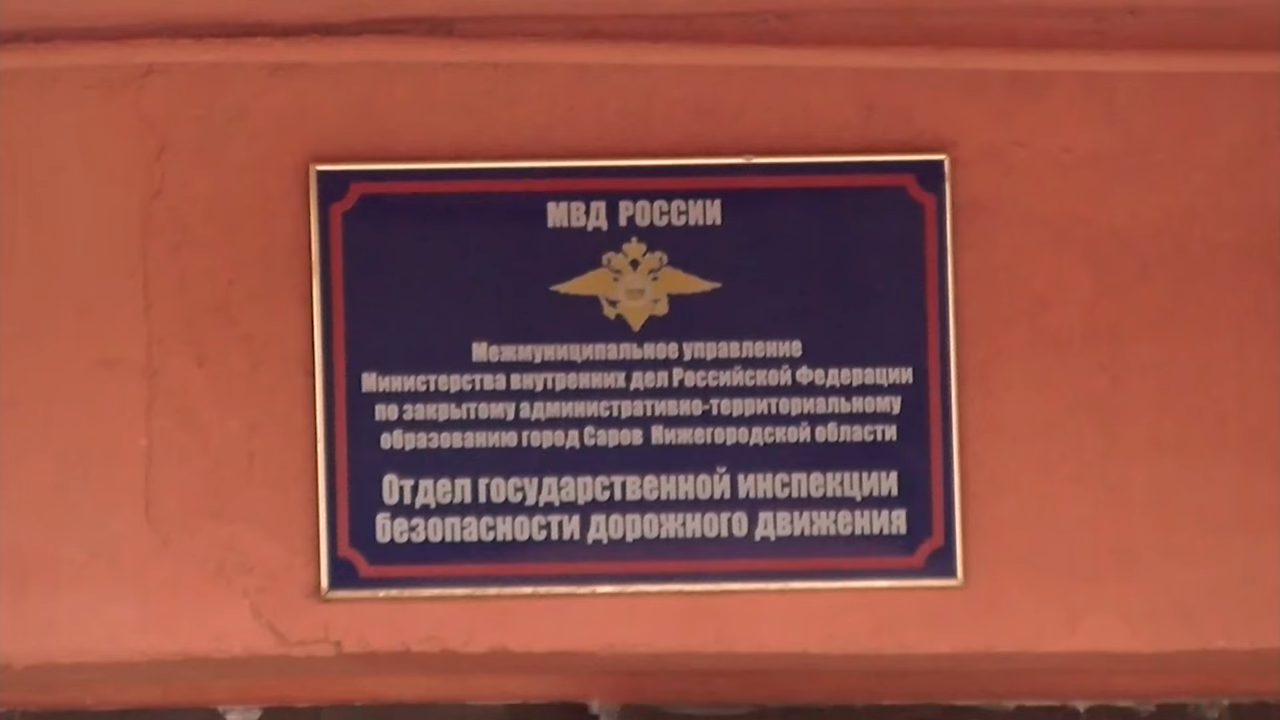 МВД РОССИИ
Межмуниципальное управление
Министерства внутренних дел Российской Федерации
по закрытому административно-территориальному
образованию город Саров Нижегородской области
Отдел государственной инспекции
безопасности дорожного движения